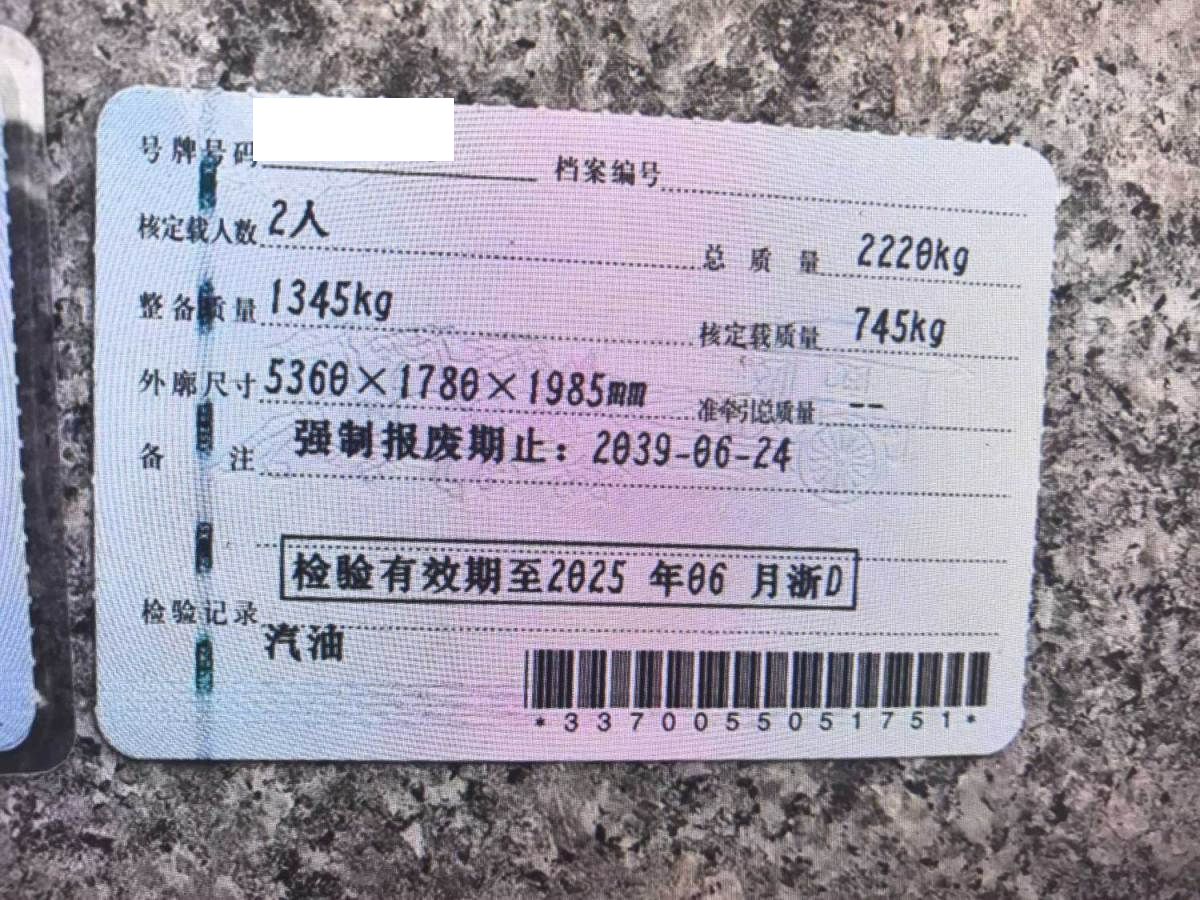 号牌号码 档案编号
核定载人数 2人 总质量 2220kg
整备质量 1345kg 核定载质量 745kg
外廓尺寸 5360×1780×1985mm 准牵引总质量 --
备注 强制报废期止：2039-06-24
检验有效期至2025 年06 月浙D
检验记录
汽油
*3370055051751*